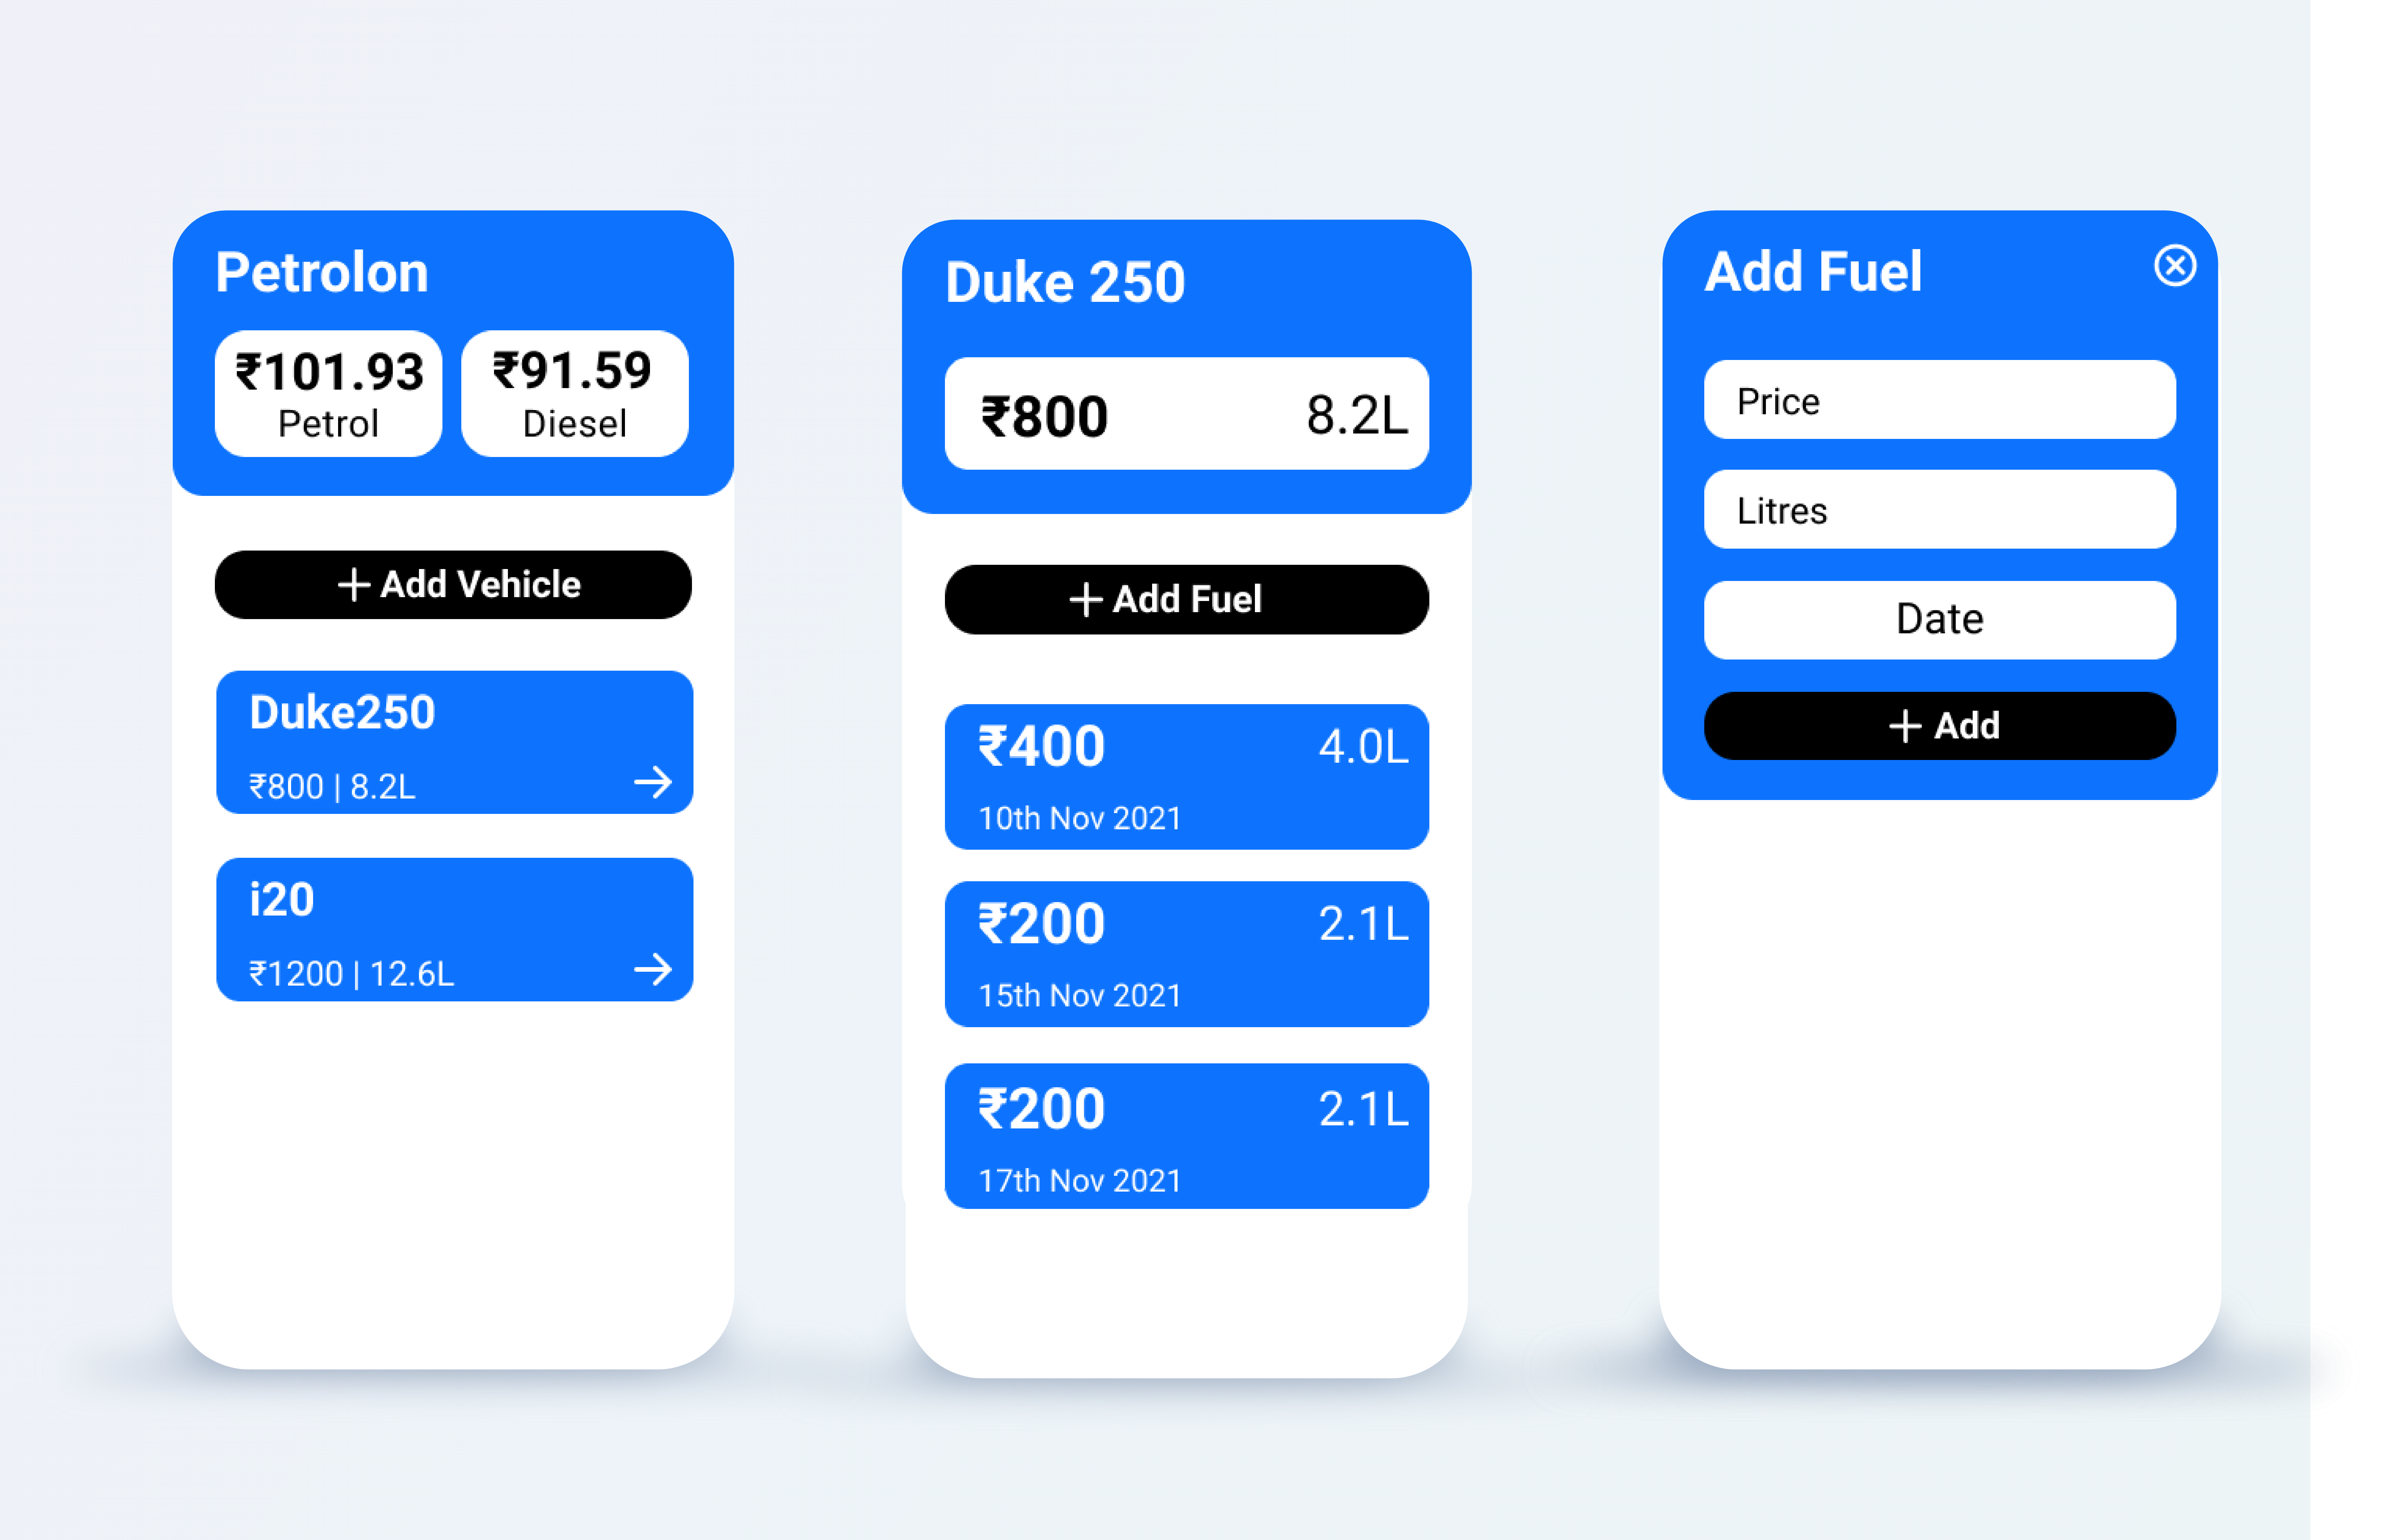 Petrolon
₹101.93
Petrol
₹91.59
Diesel
Add Vehicle
Duke250
₹800 | 8.2L
i20
₹1200 | 12.6L
Duke 250
₹800 8.2L
Add Fuel
₹400 4.0L
10th Nov 2021
₹200 2.1L
15th Nov 2021
₹200 2.1L
17th Nov 2021
Add Fuel
Price
Litres
Date
Add